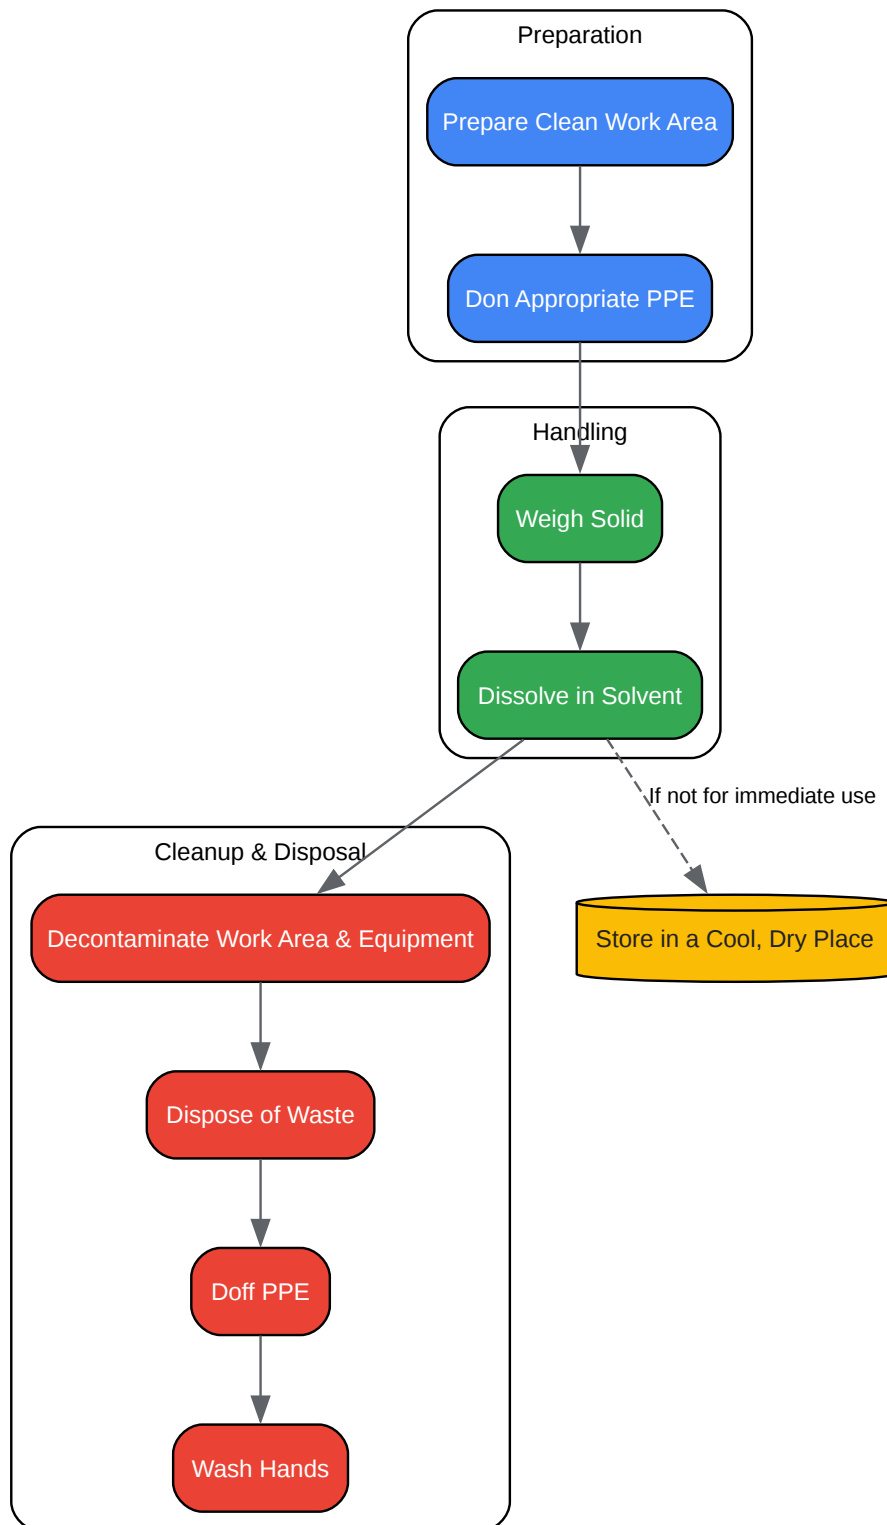 Preparation
Prepare Clean Work Area
Don Appropriate PPE
Handling
Weigh Solid
Dissolve in Solvent
If not for immediate use
Cleanup & Disposal
Decontaminate Work Area & Equipment
Store in a Cool, Dry Place
Dispose of Waste
Doff PPE
Wash Hands